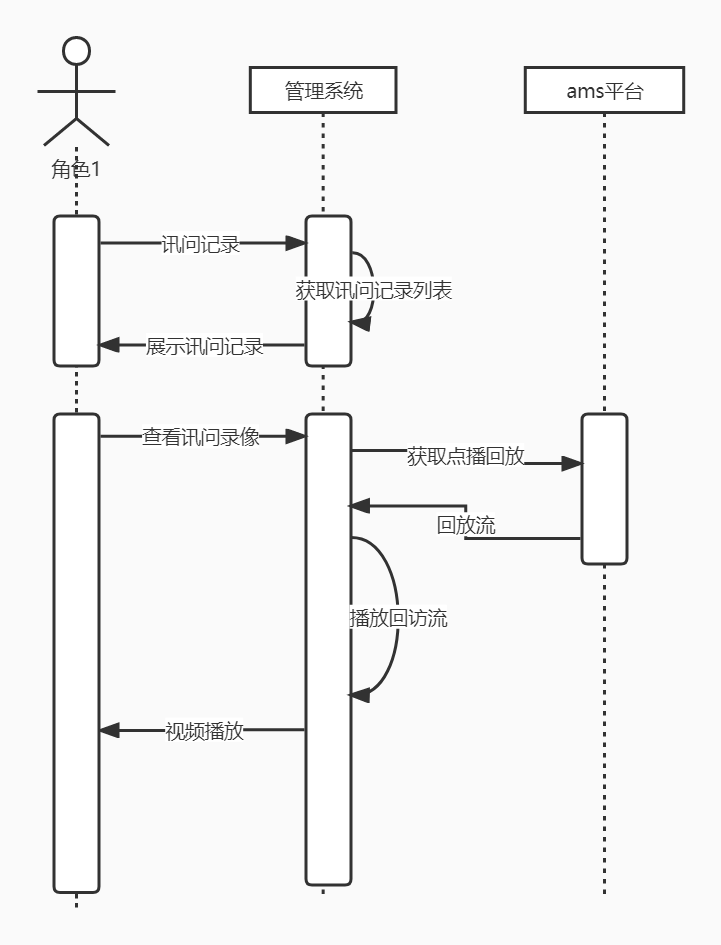 管理系统
ams平台
角色1
讯问记录
获取讯问记录列表
展示讯问记录
查看讯问录像
获取点播回放
回放流
播放回访流
视频播放